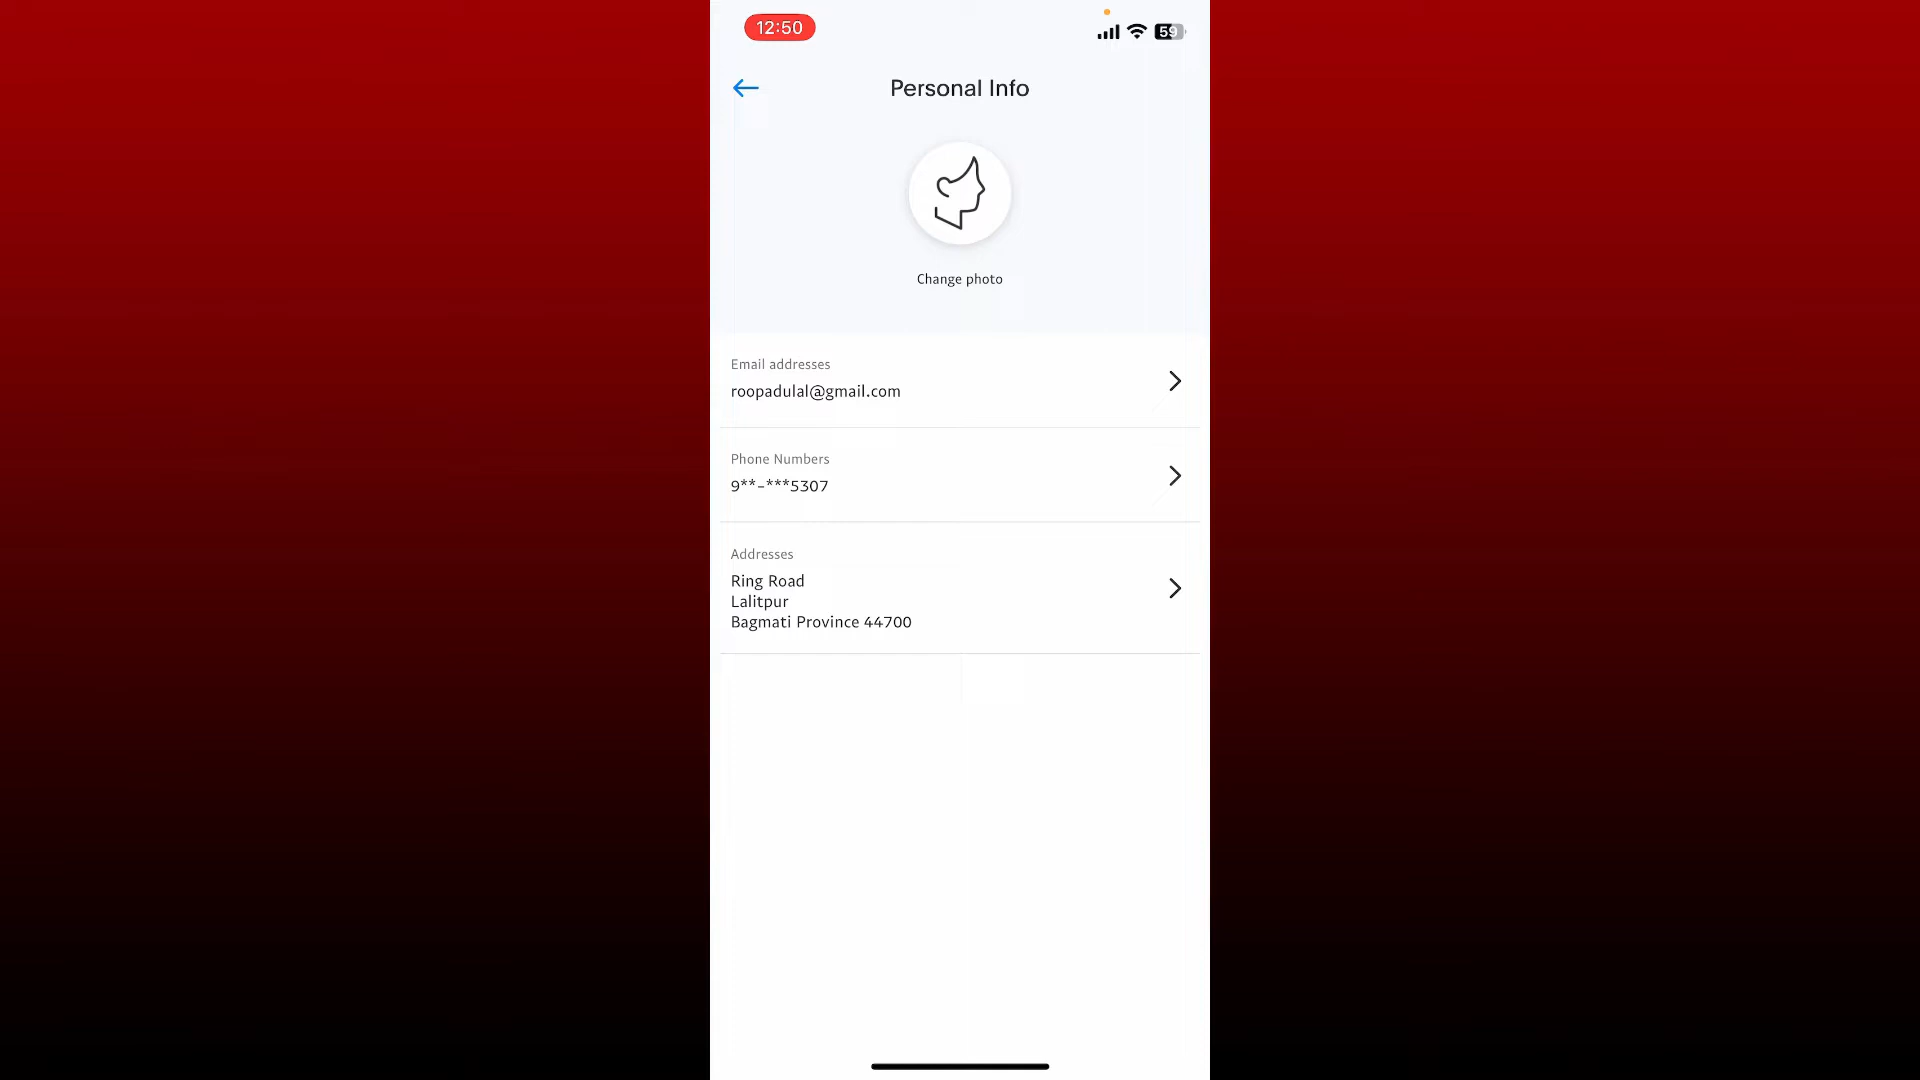 12:50
59
Personal Info
Change photo
Email addresses
roopadulal@gmail.com
Phone Numbers
9**-***5307
Addresses
Ring Road
Lalitpur
Bagmati Province 44700